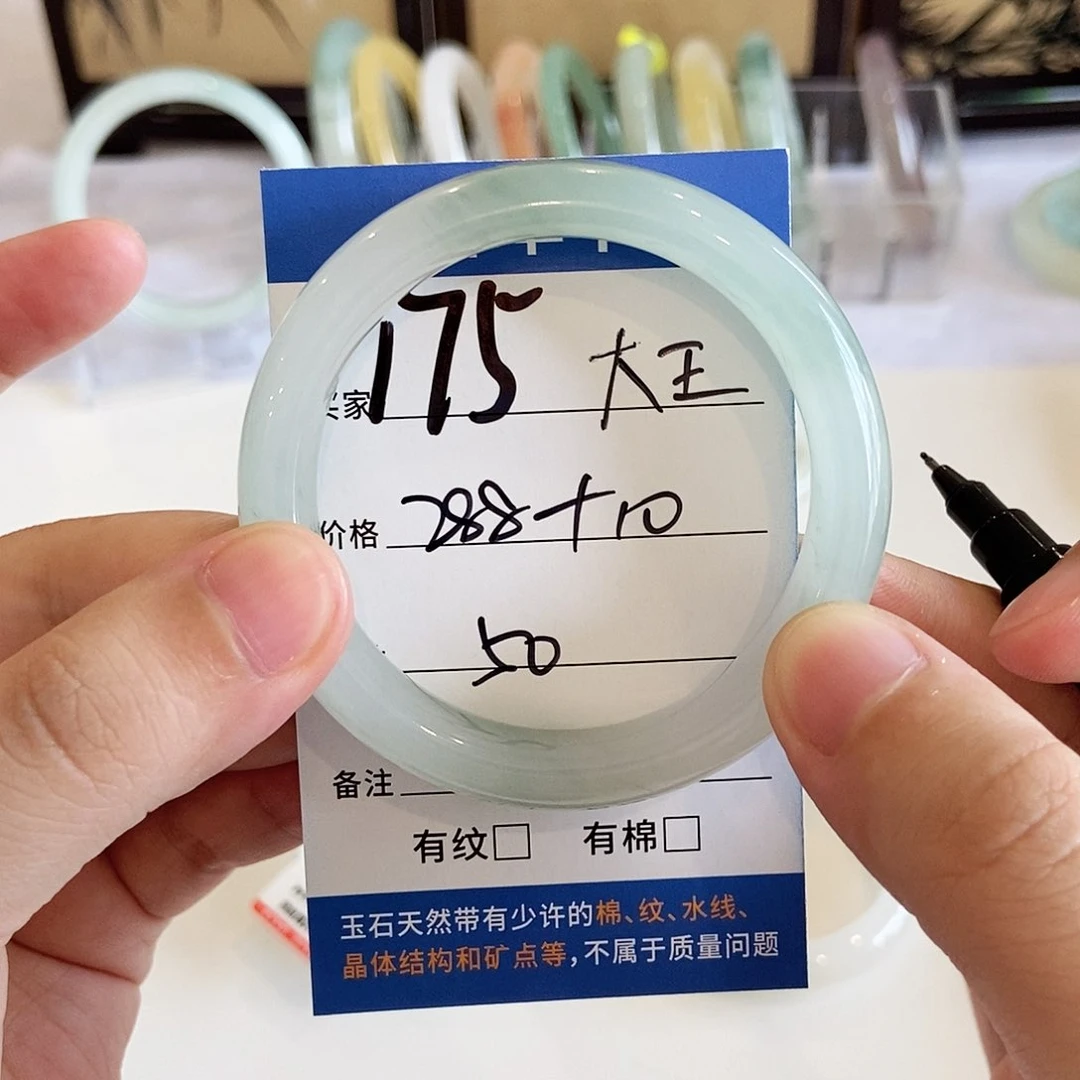 175 大王
买家
价格 288+10
50
备注
有纹□ 有棉□
玉石天然带有少许的棉、纹、水线、
晶体结构和矿点等,不属于质量问题